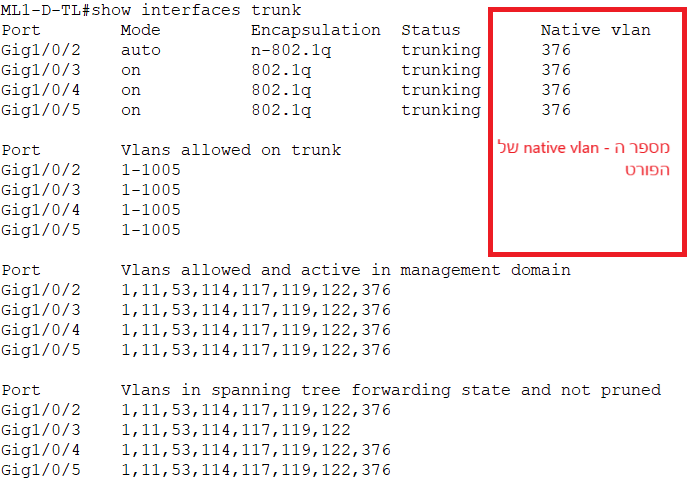 ML1-D-TL#show interfaces trunk
Port Mode Encapsulation Status Native vlan
Gig1/0/2 auto n-802.1q trunking 376
Gig1/0/3 on 802.1q trunking 376
Gig1/0/4 on 802.1q trunking 376
Gig1/0/5 on 802.1q trunking 376
מספר ה - native vlan של
הפורט
Port Vlans allowed on trunk
Gig1/0/2 1-1005
Gig1/0/3 1-1005
Gig1/0/4 1-1005
Gig1/0/5 1-1005
Port Vlans allowed and active in management domain
Gig1/0/2 1,11,53,114,117,119,122,376
Gig1/0/3 1,11,53,114,117,119,122,376
Gig1/0/4 1,11,53,114,117,119,122,376
Gig1/0/5 1,11,53,114,117,119,122,376
Port Vlans in spanning tree forwarding state and not pruned
Gig1/0/2 1,11,53,114,117,119,122,376
Gig1/0/3 1,11,53,114,117,119,122
Gig1/0/4 1,11,53,114,117,119,122,376
Gig1/0/5 1,11,53,114,117,119,122,376